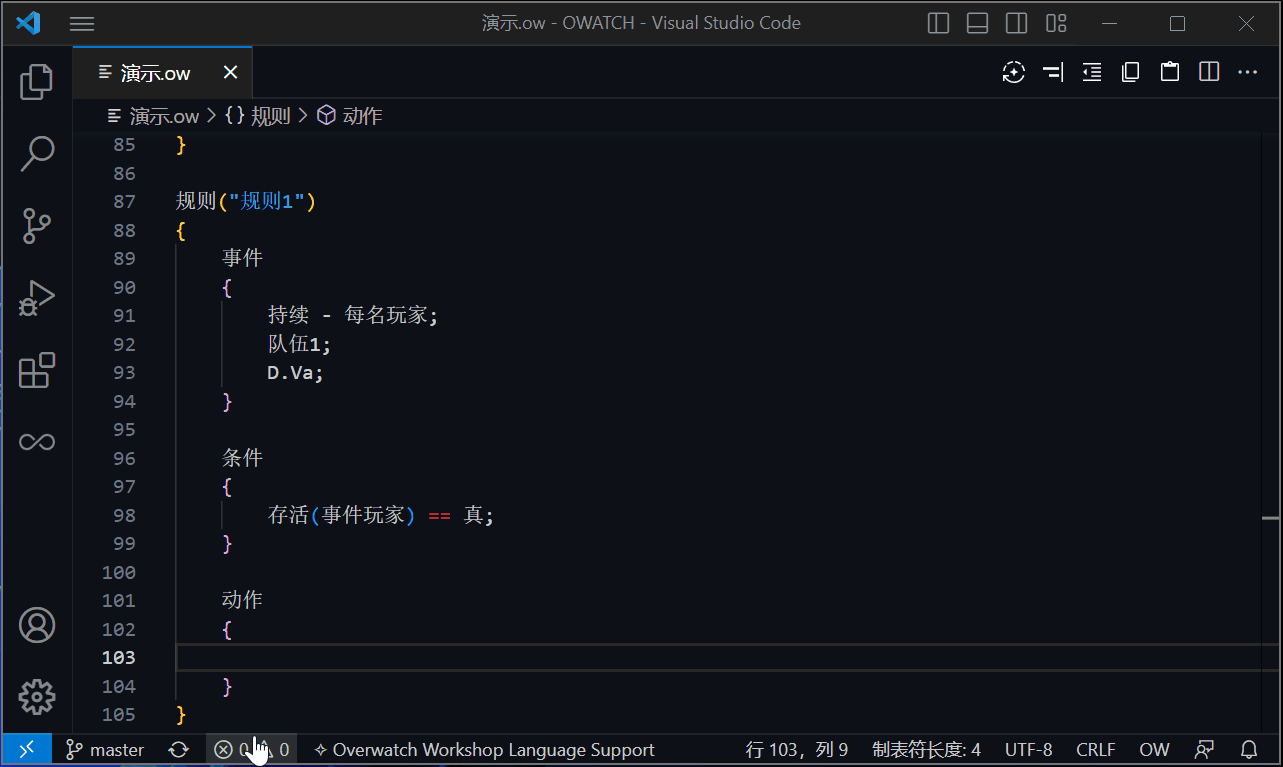 演示.ow - OWATCH - Visual Studio Code
演示.ow
演示.ow > {} 规则 > 动作
85 }
86
87 规则("规则1")
88 {
89 事件
90 {
91 持续 - 每名玩家;
92 队伍1;
93 D.Va;
94 }
95
96 条件
97 {
98 存活(事件玩家) == 真;
99 }
100
101 动作
102 {
103
104 }
105 }
master 0 0 Overwatch Workshop Language Support 行 103，列 9 制表符长度: 4 UTF-8 CRLF OW